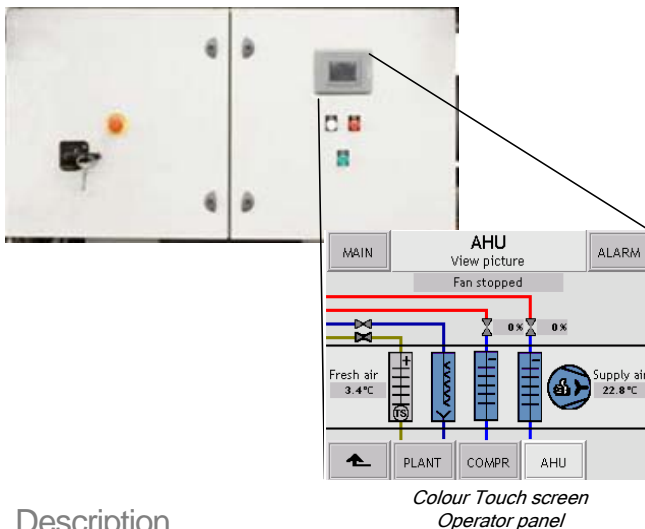 MAIN
AHU
View picture
ALARM
Fan stopped
0 % 0 %
Fresh air
3.4°C
TS
Supply air
22.8°C
PLANT COMPR AHU
Colour Touch screen
Operator panel
Description